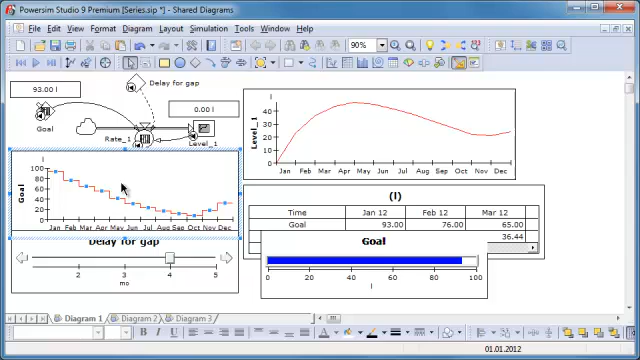 Powersim Studio 9 Premium [Series.sip *] - Shared Diagrams
File Edit View Format Diagram Layout Simulation Tools Window Help
90%
93.00 l
Delay for gap
0.00 l
Goal
Rate_1
Level_1
l
Level_1
40
30
20
10
0
Jan Feb Mar Apr May Jun Jul Aug Sep Oct Nov Dec
l
Goal
100
80
60
40
20
0
Jan Feb Mar Apr May Jun Jul Aug Sep Oct Nov Dec
(l)
Time Jan 12 Feb 12 Mar 12
Goal 93.00 76.00 65.00
36.44
Delay for gap
2 3 4 5
mo
Goal
0 20 40 60 80 100
l
Diagram 1 Diagram 2 Diagram 3
B I U
01.01.2012